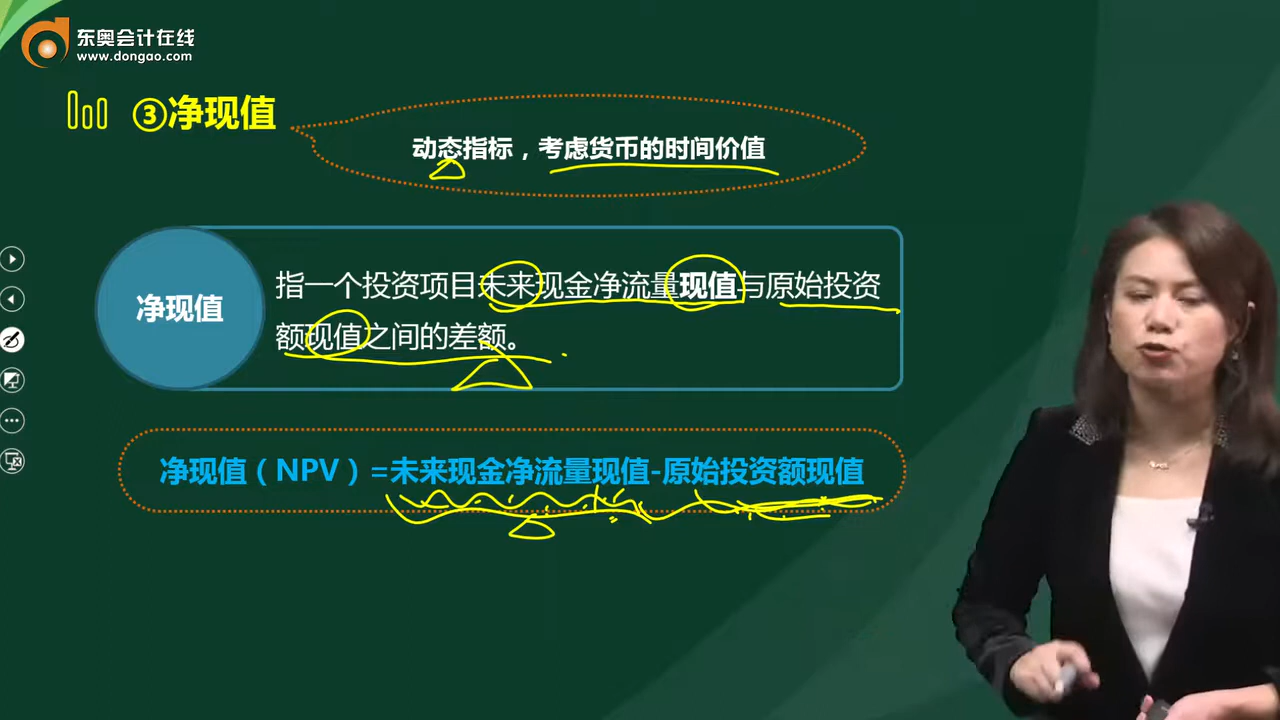 东奥会计在线
www.dongao.com
③净现值
动态指标，考虑货币的时间价值
净现值
指一个投资项目未来现金净流量现值与原始投资
额现值之间的差额。
净现值（NPV）=未来现金净流量现值-原始投资额现值